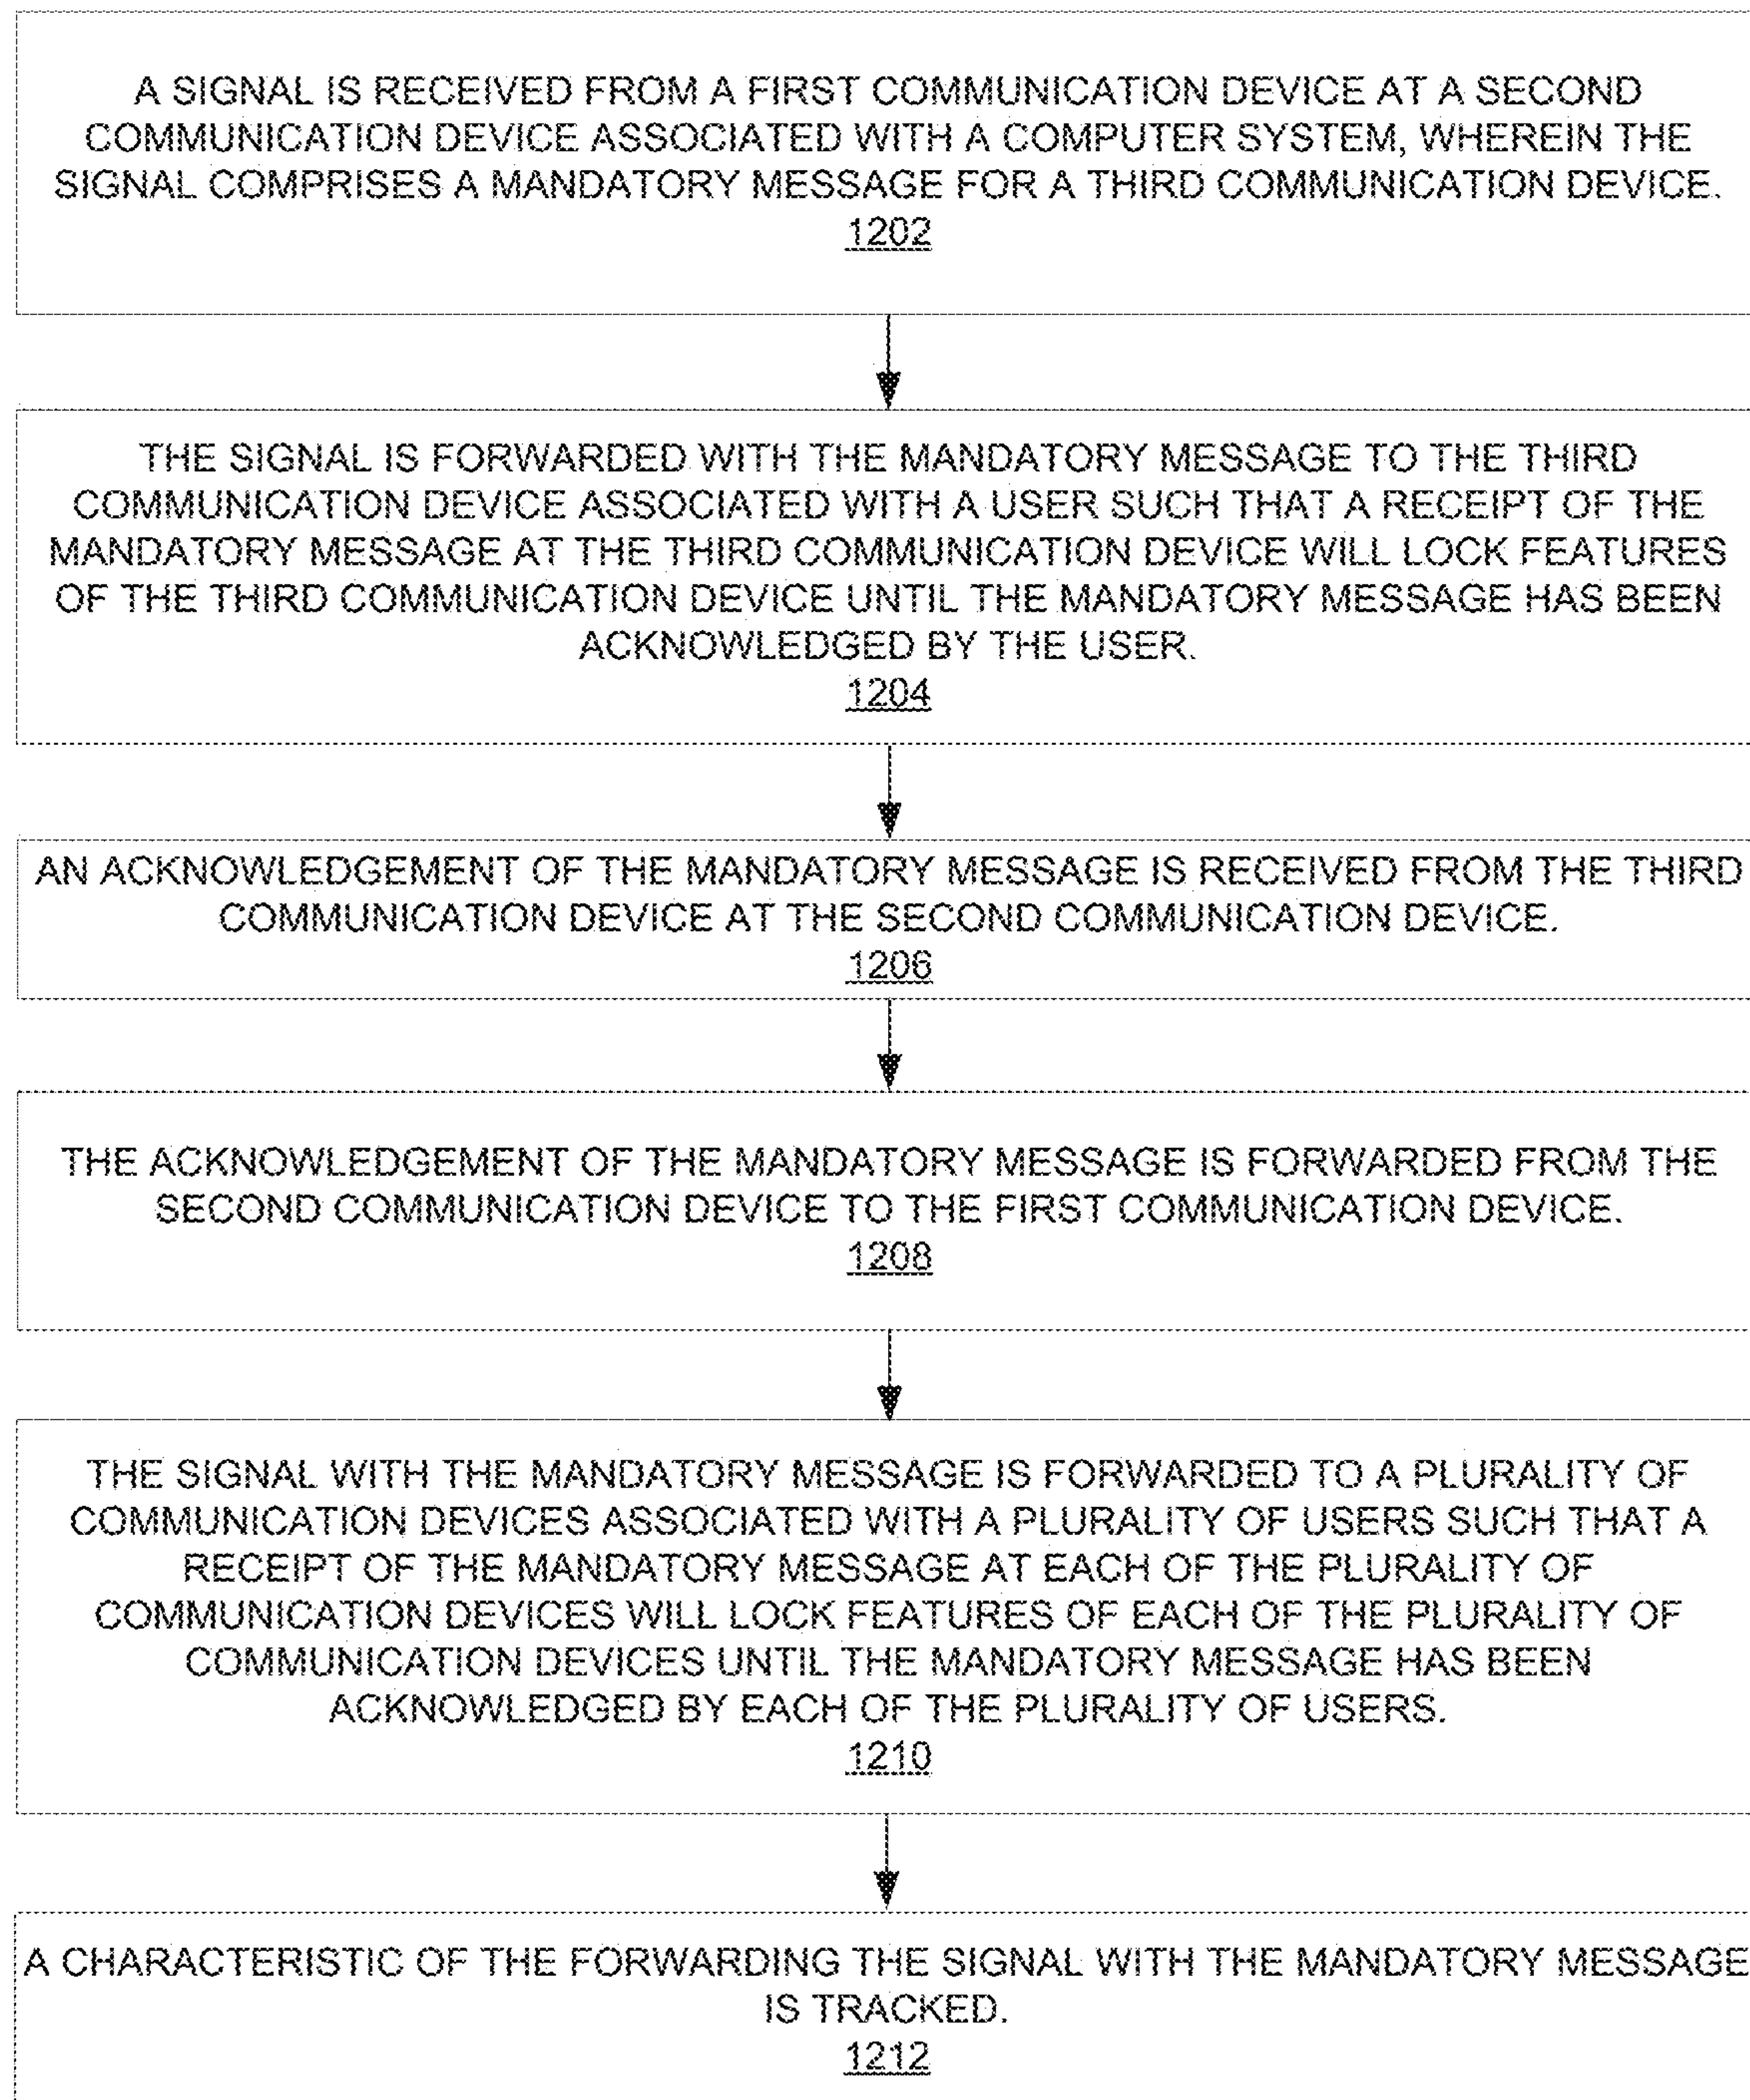 A SIGNAL IS RECEIVED FROM A FIRST COMMUNICATION DEVICE AT A SECOND
COMMUNICATION DEVICE ASSOCIATED WITH A COMPUTER SYSTEM, WHEREIN THE
SIGNAL COMPRISES A MANDATORY MESSAGE FOR A THIRD COMMUNICATION DEVICE.
1202
THE SIGNAL IS FORWARDED WITH THE MANDATORY MESSAGE TO THE THIRD
COMMUNICATION DEVICE ASSOCIATED WITH A USER SUCH THAT A RECEIPT OF THE
MANDATORY MESSAGE AT THE THIRD COMMUNICATION DEVICE WILL LOCK FEATURES
OF THE THIRD COMMUNICATION DEVICE UNTIL THE MANDATORY MESSAGE HAS BEEN
ACKNOWLEDGED BY THE USER.
1204
AN ACKNOWLEDGEMENT OF THE MANDATORY MESSAGE IS RECEIVED FROM THE THIRD
COMMUNICATION DEVICE AT THE SECOND COMMUNICATION DEVICE.
1206
THE ACKNOWLEDGEMENT OF THE MANDATORY MESSAGE IS FORWARDED FROM THE
SECOND COMMUNICATION DEVICE TO THE FIRST COMMUNICATION DEVICE.
1208
THE SIGNAL WITH THE MANDATORY MESSAGE IS FORWARDED TO A PLURALITY OF
COMMUNICATION DEVICES ASSOCIATED WITH A PLURALITY OF USERS SUCH THAT A
RECEIPT OF THE MANDATORY MESSAGE AT EACH OF THE PLURALITY OF
COMMUNICATION DEVICES WILL LOCK FEATURES OF EACH OF THE PLURALITY OF
COMMUNICATION DEVICES UNTIL THE MANDATORY MESSAGE HAS BEEN
ACKNOWLEDGED BY EACH OF THE PLURALITY OF USERS.
1210
A CHARACTERISTIC OF THE FORWARDING THE SIGNAL WITH THE MANDATORY MESSAGE
IS TRACKED.
1212